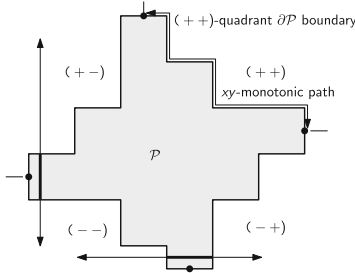 (++)-quadrant ∂𝒫 boundary
(+−) (++)
xy-monotonic path
𝒫
(−−) (−+)